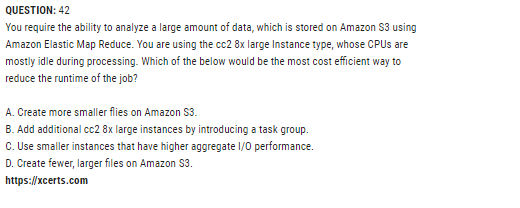 QUESTION: 42
You require the ability to analyze a large amount of data, which is stored on Amazon S3 using
Amazon Elastic Map Reduce. You are using the cc2 8x large Instance type, whose CPUs are
mostly idle during processing. Which of the below would be the most cost efficient way to
reduce the runtime of the job?
A. Create more smaller flies on Amazon S3.
B. Add additional cc2 8x large instances by introducing a task group.
C. Use smaller instances that have higher aggregate I/O performance.
D. Create fewer, larger files on Amazon S3.
https://xcerts.com